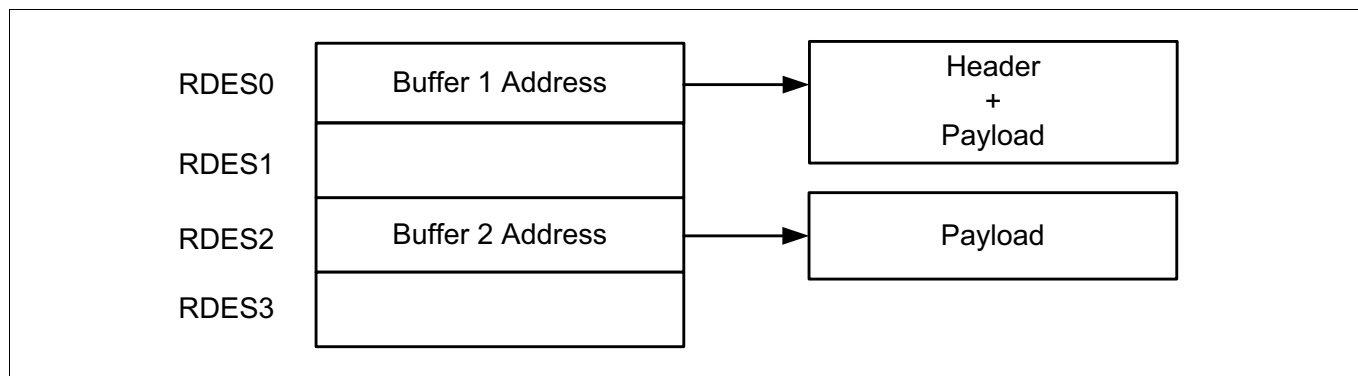 RDES0
Buffer 1 Address
Header
+
Payload
RDES1
RDES2
Buffer 2 Address
Payload
RDES3